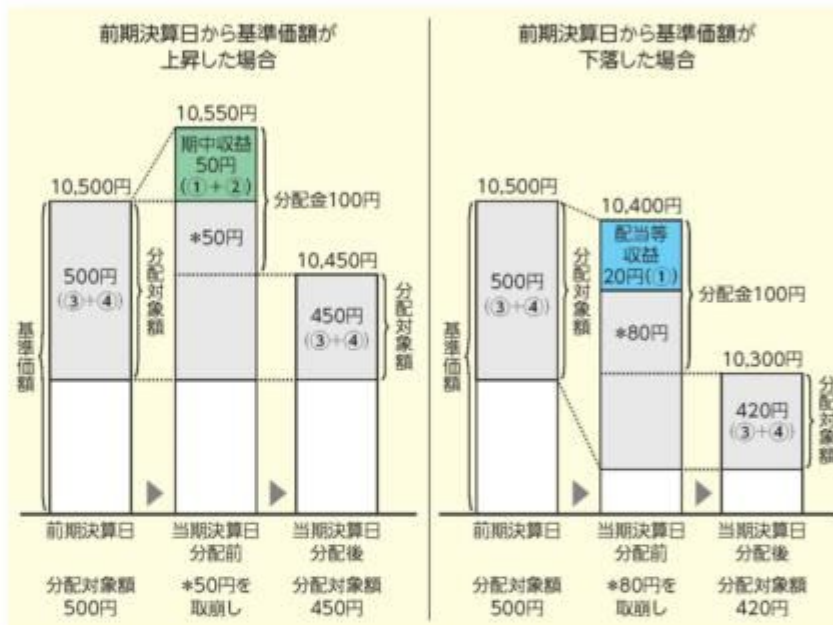 前期決算日から基準価額が
上昇した場合
10,550円
期中収益
50円
(①+②)
10,500円
分配金100円
*50円
10,450円
500円
(③+④)
分配対象額
450円
(③+④)
分配対象額
基準価額
前期決算日
当期決算日
分配前
当期決算日
分配後
分配対象額
500円
*50円を
取崩し
分配対象額
450円
前期決算日から基準価額が
下落した場合
10,500円
10,400円
配当等
収益
20円(①)
分配金100円
500円
(③+④)
分配対象額
*80円
10,300円
420円
(③+④)
分配対象額
基準価額
前期決算日
当期決算日
分配前
当期決算日
分配後
分配対象額
500円
*80円を
取崩し
分配対象額
420円